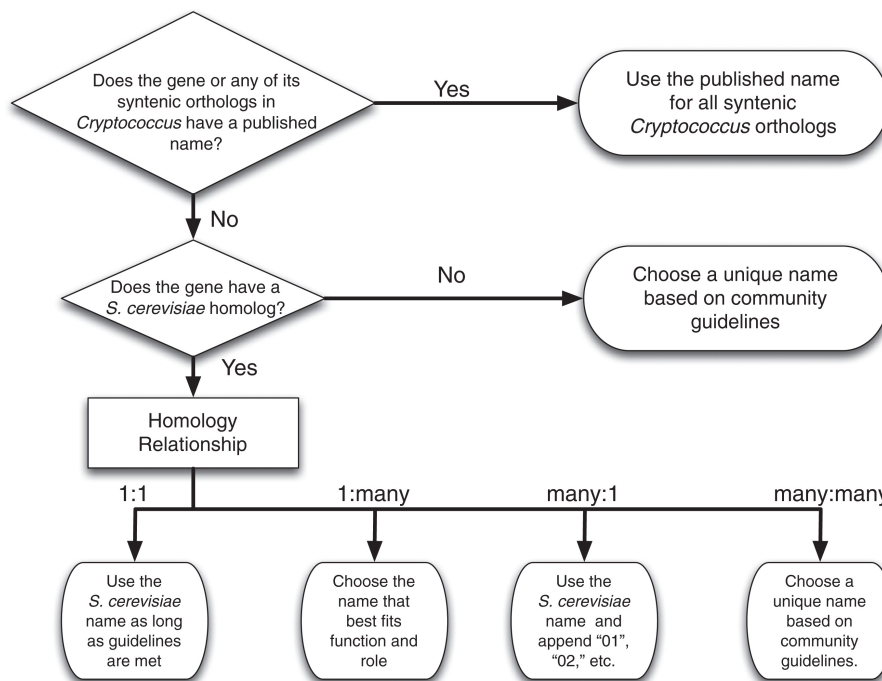 Does the gene or any of its
syntenic orthologs in
Cryptococcus have a published
name?
Yes
Use the published name
for all syntenic
Cryptococcus orthologs
No
Does the gene have a
S. cerevisiae homolog?
No
Choose a unique name
based on community
guidelines
Yes
Homology
Relationship
1:1
1:many
many:1
many:many
Use the
S. cerevisiae
name as long
as guidelines
are met
Choose the
name that
best fits
function and
role
Use the
S. cerevisiae
name and
append “01”,
“02,” etc.
Choose a
unique name
based on
community
guidelines.